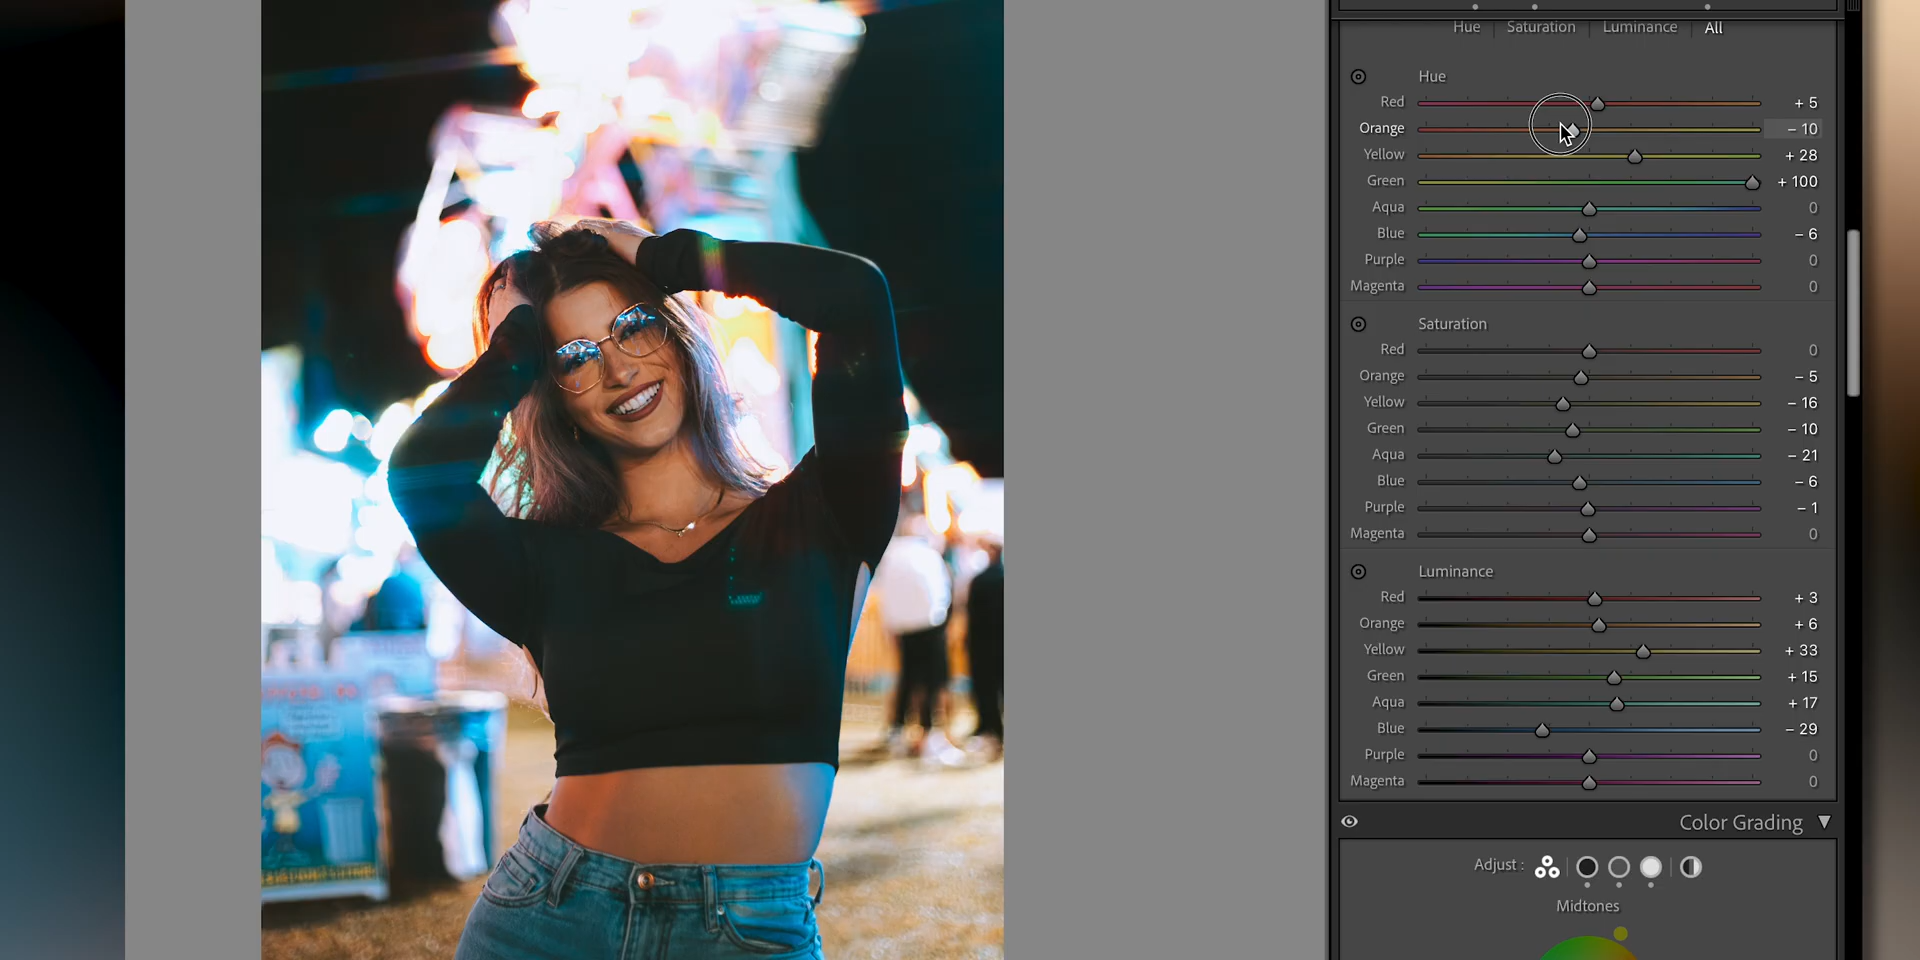 Hue | Saturation | Luminance | All
Hue
Red + 5
Orange – 10
Yellow + 28
Green + 100
Aqua 0
Blue – 6
Purple 0
Magenta 0
Saturation
Red 0
Orange – 5
Yellow – 16
Green – 10
Aqua – 21
Blue – 6
Purple – 1
Magenta 0
Luminance
Red + 3
Orange + 6
Yellow + 33
Green + 15
Aqua + 17
Blue – 29
Purple 0
Magenta 0
Color Grading
Adjust :
Midtones